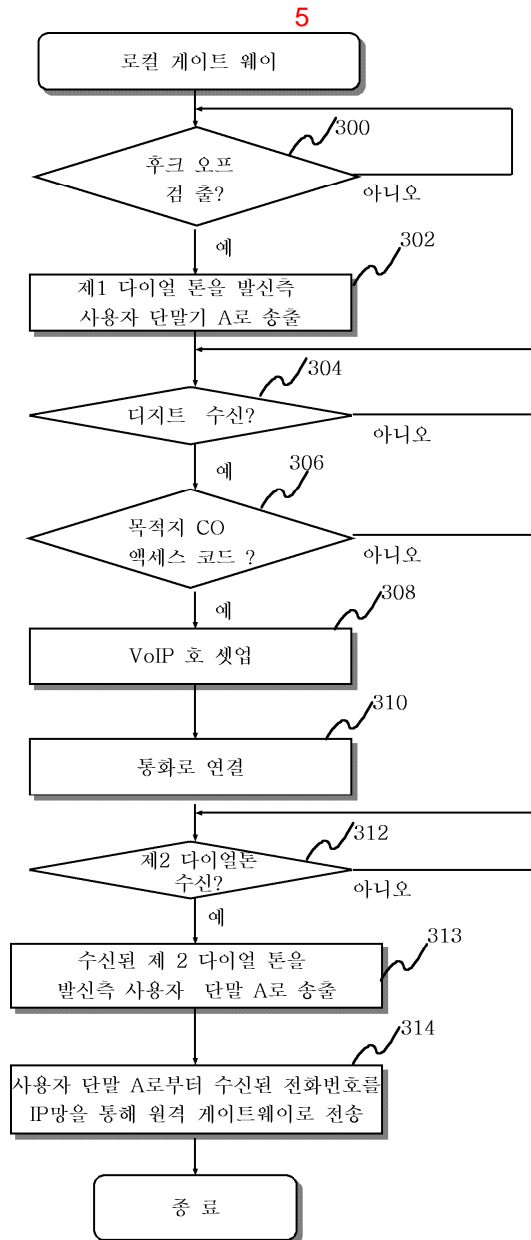 5
로컬 게이트 웨이
300
후크 오프
검 출?
아니오
예
302
제1 다이얼 톤을 발신측
사용자 단말기 A로 송출
304
디지트 수신?
아니오
예
306
목적지 CO
액세스 코드 ?
아니오
예
308
VoIP 호 셋업
310
통화로 연결
312
제2 다이얼톤
수신?
아니오
예
313
수신된 제 2 다이얼 톤을
발신측 사용자 단말 A로 송출
314
사용자 단말 A로부터 수신된 전화번호를
IP망을 통해 원격 게이트웨이로 전송
종 료